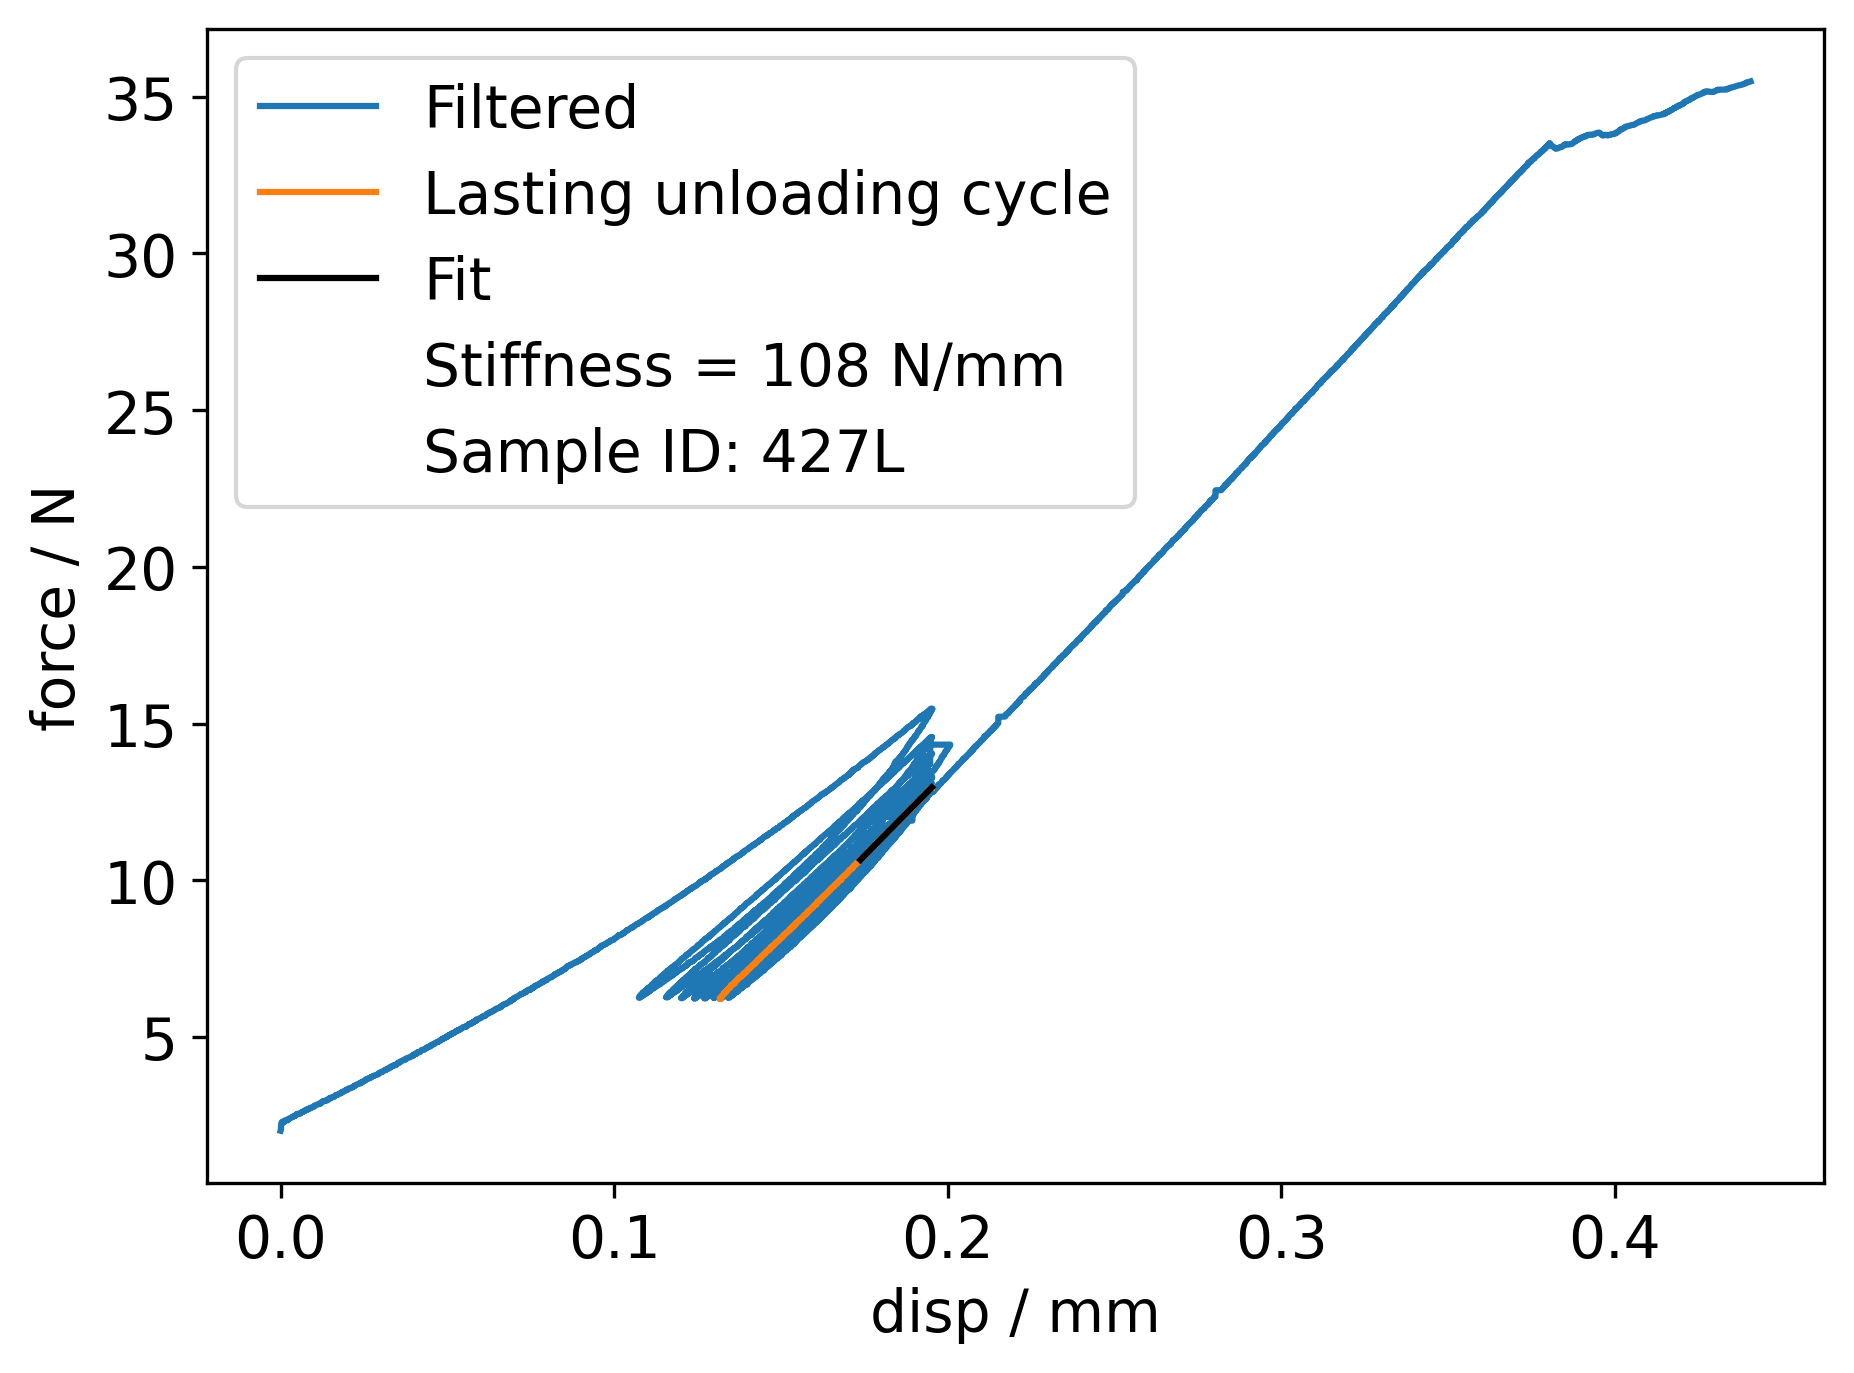 Filtered
Lasting unloading cycle
Fit
Stiffness = 108 N/mm
Sample ID: 427L
force / N
35
30
25
20
15
10
5
0.0 0.1 0.2 0.3 0.4
disp / mm